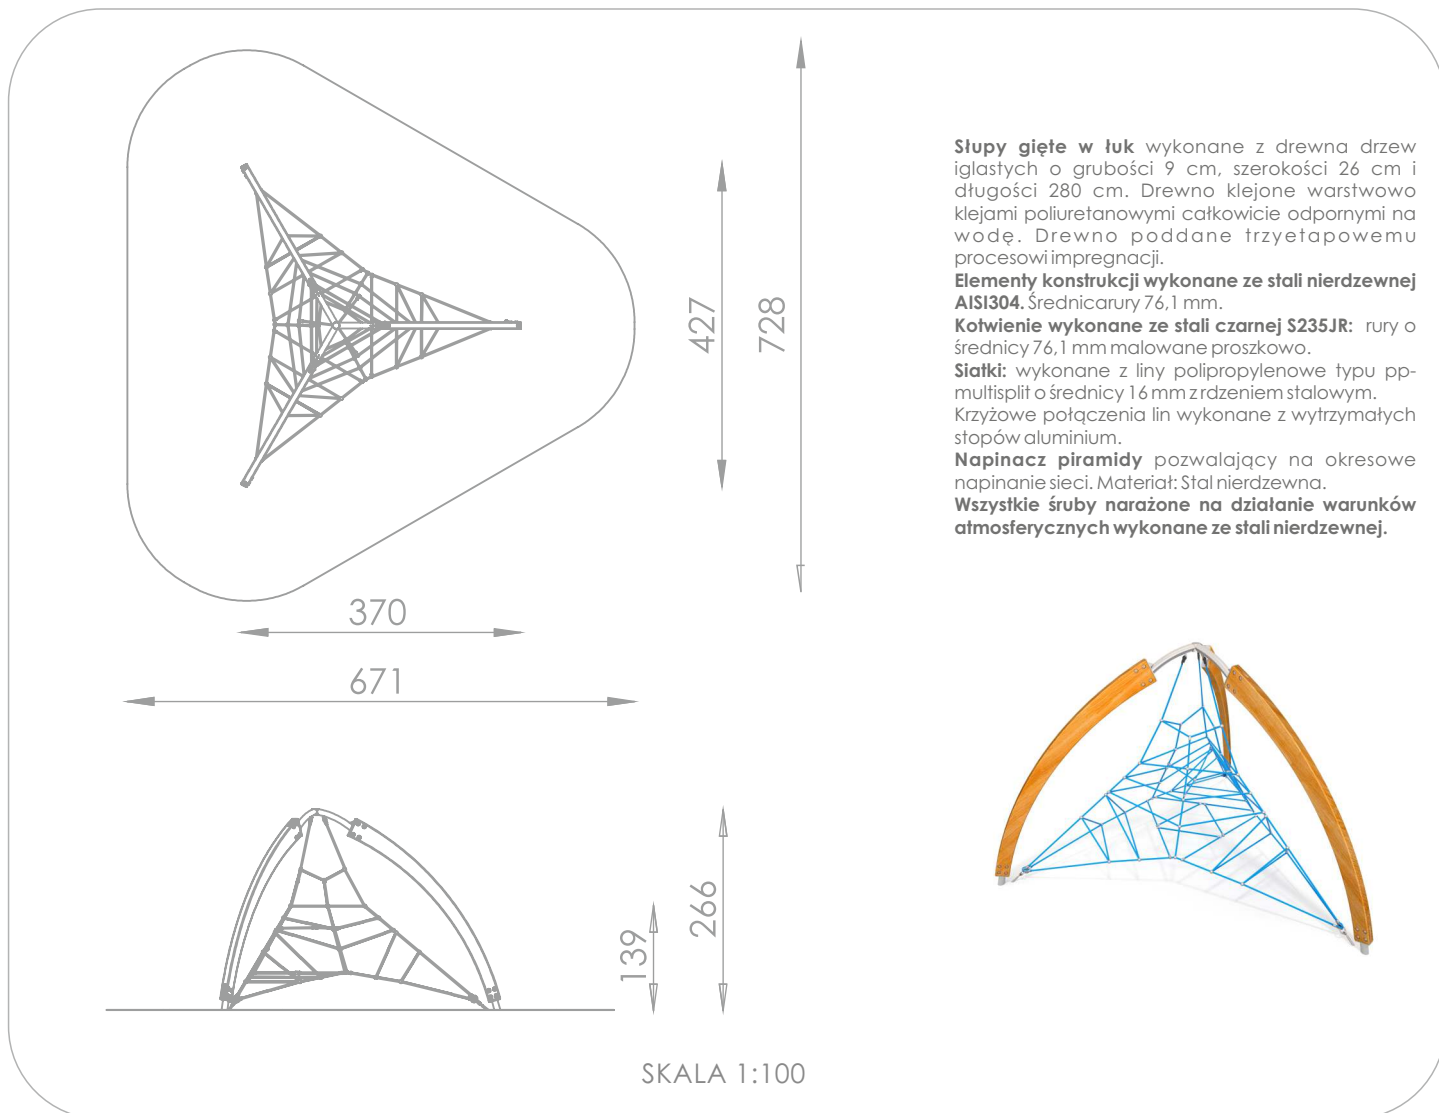 Słupy gięte w łuk wykonane z drewna drzew
iglastych o grubości 9 cm, szerokości 26 cm i
długości 280 cm. Drewno klejone warstwowo
klejami poliuretanowymi całkowicie odpornymi na
wodę. Drewno poddane trzyetapowemu
procesowi impregnacji.
Elementy konstrukcji wykonane ze stali nierdzewnej
AISI304. Średnicarury 76,1 mm.
Kotwienie wykonane ze stali czarnej S235JR: rury o
średnicy 76,1 mm malowane proszkowo.
Siatki: wykonane z liny polipropylenowe typu pp-
multisplit o średnicy 16 mm z rdzeniem stalowym.
Krzyżowe połączenia lin wykonane z wytrzymałych
stopów aluminium.
Napinacz piramidy pozwalający na okresowe
napinanie sieci. Materiał: Stal nierdzewna.
Wszystkie śruby narażone na działanie warunków
atmosferycznych wykonane ze stali nierdzewnej.
427
728
370
671
139
266
SKALA 1:100